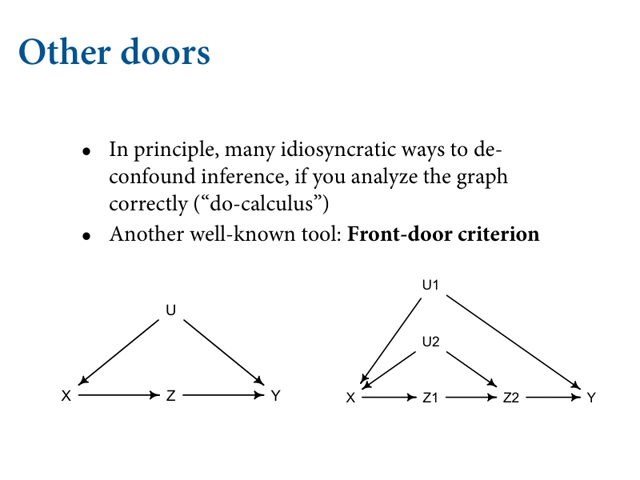 Other doors
• In principle, many idiosyncratic ways to de-
confound inference, if you analyze the graph
correctly (“do-calculus”)
• Another well-known tool: Front-door criterion
U
X Z Y
U1
U2
X Z1 Z2 Y